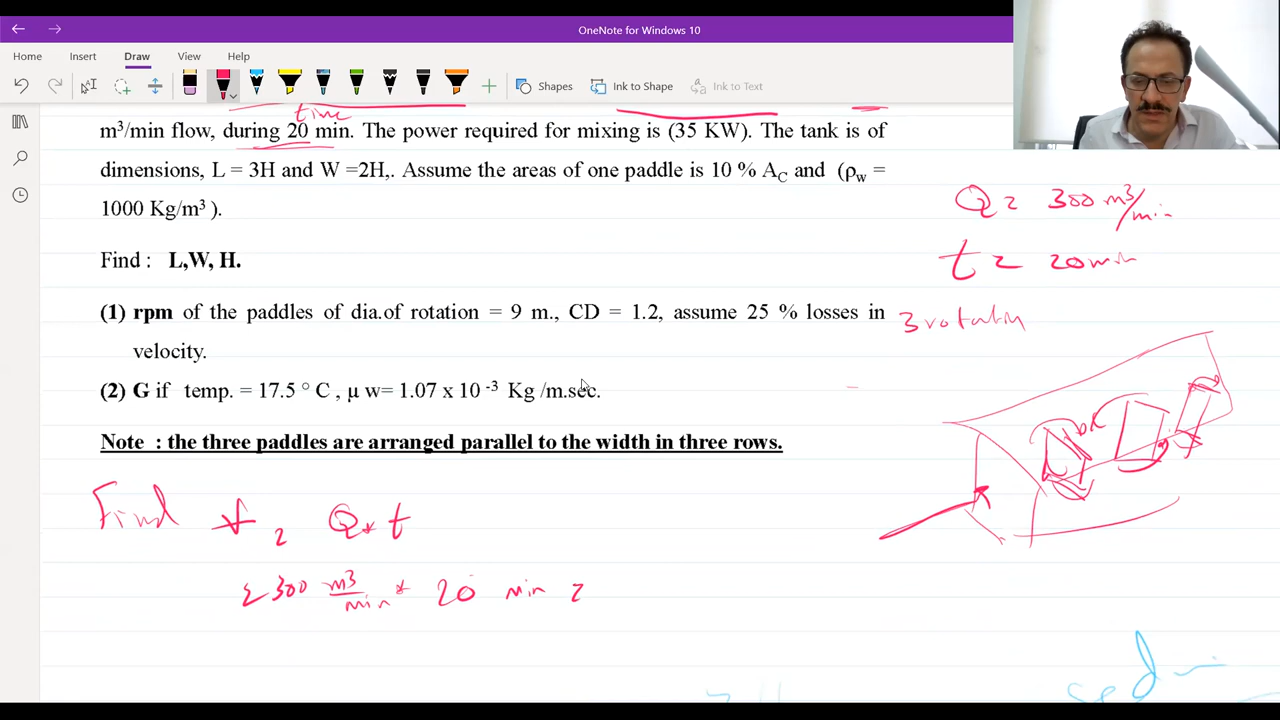 OneNote for Windows 10
Home Insert Draw View Help
Shapes Ink to Shape Ink to Text
time
m³/min flow, during 20 min. The power required for mixing is (35 KW). The tank is of
dimensions, L = 3H and W =2H,. Assume the areas of one paddle is 10 % AC and (ρw =
1000 Kg/m³ ).
Find : L,W, H.
(1) rpm of the paddles of dia.of rotation = 9 m., CD = 1.2, assume 25 % losses in
velocity.
(2) G if temp. = 17.5 ° C , µ w= 1.07 x 10 -3 Kg /m.sec.
Note : the three paddles are arranged parallel to the width in three rows.
Q = 300 m³/min
t = 20 min
3 rotation
Find V = Q * t
= 300 m³/min * 20 min =
sed